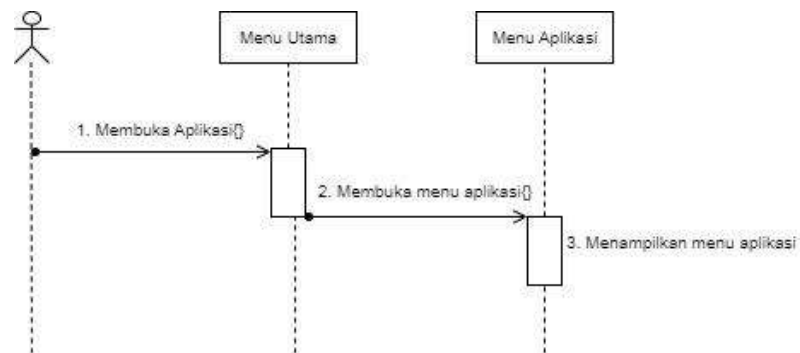 Menu Utama
Menu Aplikasi
1. Membuka Aplikasi{}
2. Membuka menu aplikasi{}
3. Menampilkan menu aplikasi